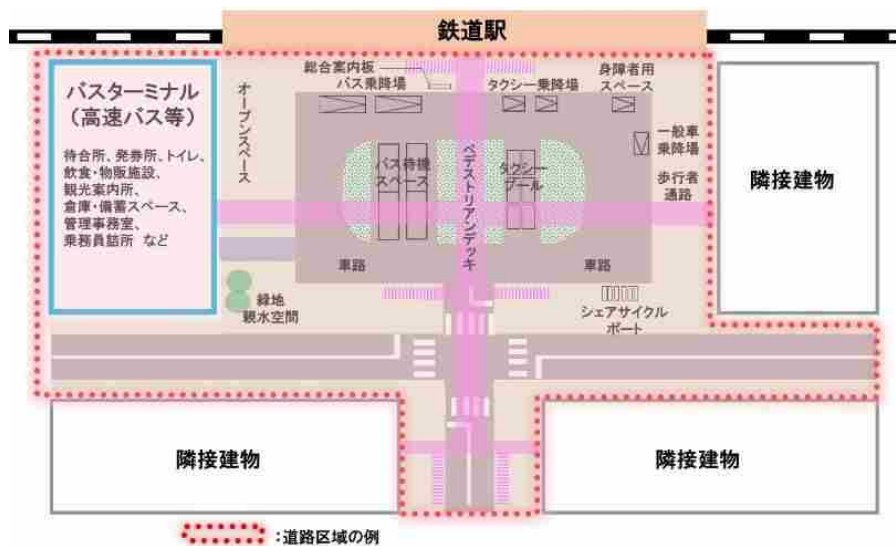 鉄道駅
バスターミナル
（高速バス等）
待合所、発券所、トイレ、
飲食・物販施設、
観光案内所、
倉庫・備蓄スペース、
管理事務室、
乗務員詰所 など
オープンスペース
総合案内板
バス乗降場
タクシー乗降場
身障者用
スペース
一般車
乗降場
歩行者
通路
バス待機
スペース
ペデストリアンデッキ
タクシー
プール
車路
車路
緑地
親水空間
シェアサイクル
ポート
隣接建物
隣接建物
隣接建物
：道路区域の例